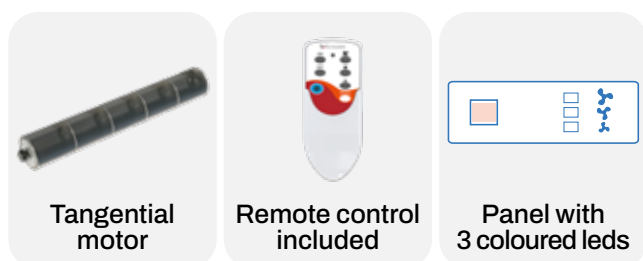 Tangential
motor
Remote control
included
Panel with
3 coloured leds